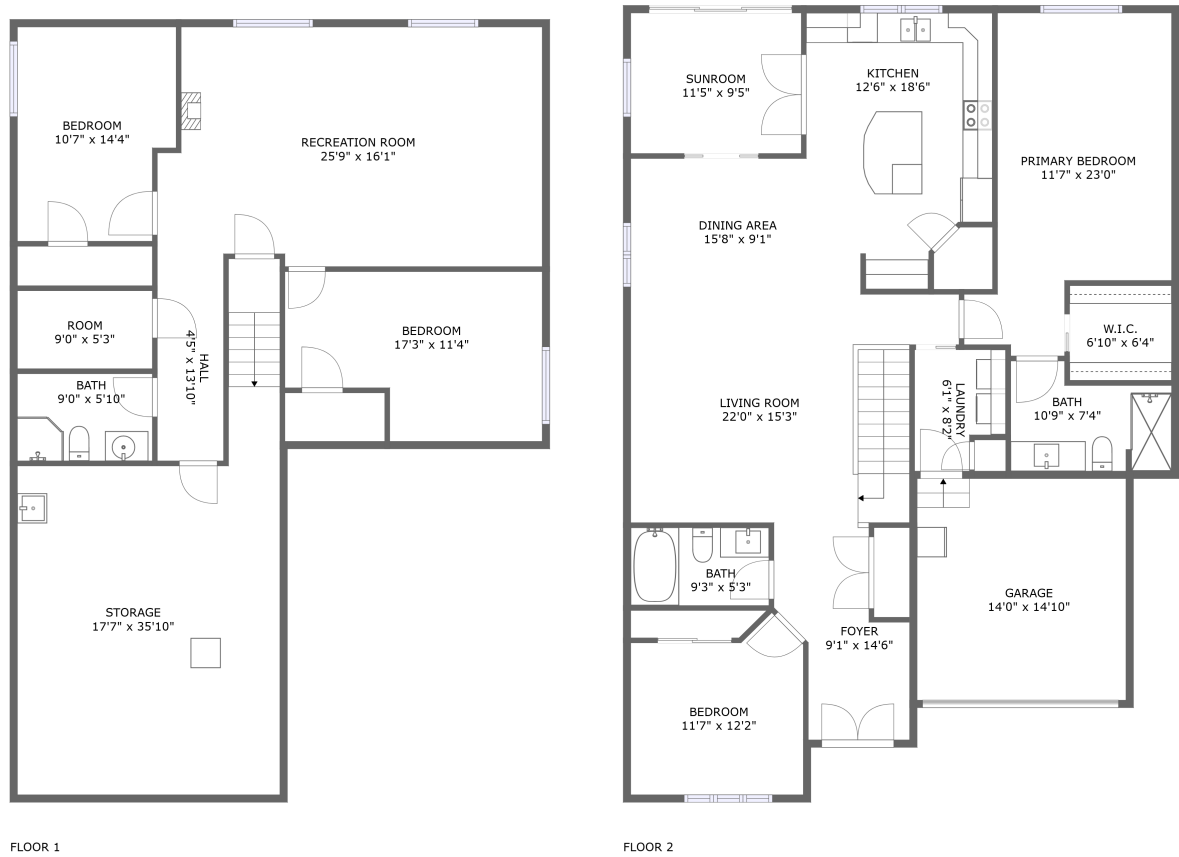 BEDROOM
10'7" x 14'4"
RECREATION ROOM
25'9" x 16'1"
ROOM
9'0" x 5'3"
HALL
4'5" x 13'10"
BEDROOM
17'3" x 11'4"
BATH
9'0" x 5'10"
STORAGE
17'7" x 35'10"
FLOOR 1
SUNROOM
11'5" x 9'5"
KITCHEN
12'6" x 18'6"
PRIMARY BEDROOM
11'7" x 23'0"
DINING AREA
15'8" x 9'1"
W.I.C.
6'10" x 6'4"
LIVING ROOM
22'0" x 15'3"
LAUNDRY
6'1" x 8'2"
BATH
10'9" x 7'4"
BATH
9'3" x 5'3"
GARAGE
14'0" x 14'10"
FOYER
9'1" x 14'6"
BEDROOM
11'7" x 12'2"
FLOOR 2